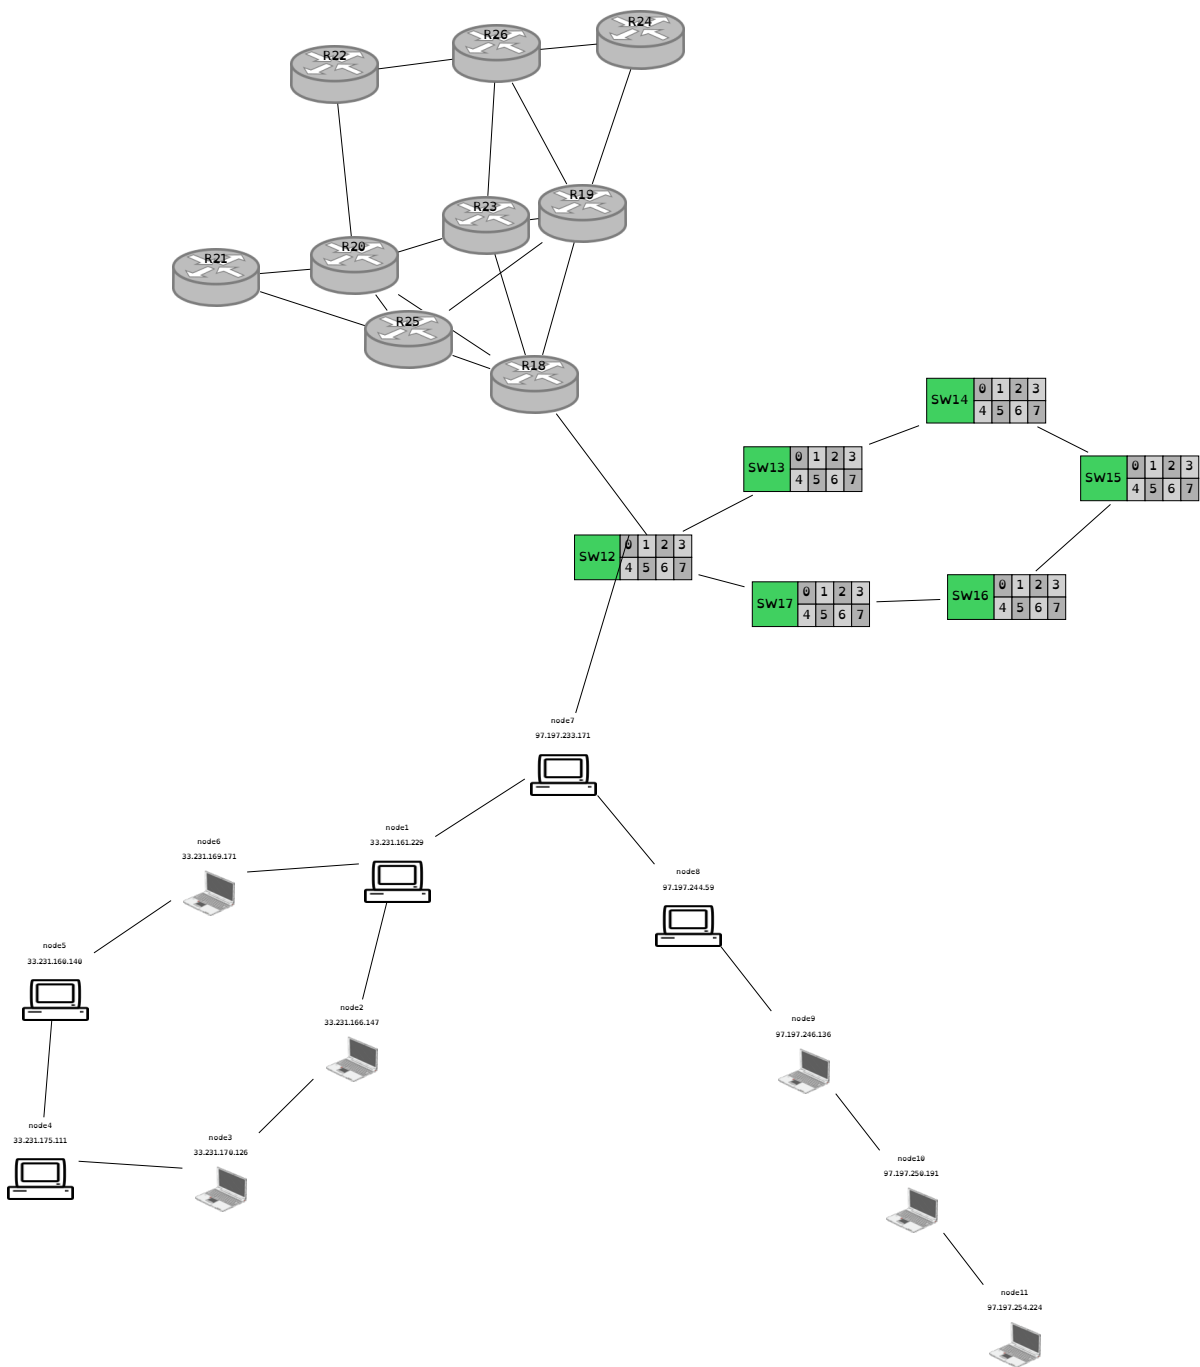 R24
R26
R22
R19
R23
R20
R21
R25
R18
SW14 0 1 2 3
4 5 6 7
SW13 0 1 2 3
4 5 6 7
SW15 0 1 2 3
4 5 6 7
SW12 0 1 2 3
4 5 6 7
SW17 0 1 2 3
4 5 6 7
SW16 0 1 2 3
4 5 6 7
node7
97.197.233.171
node1
33.231.161.229
node6
33.231.169.171
node8
97.197.244.59
node5
33.231.160.140
node2
33.231.166.147
node9
97.197.246.136
node4
33.231.175.111
node3
33.231.170.126
node10
97.197.250.191
node11
97.197.254.224